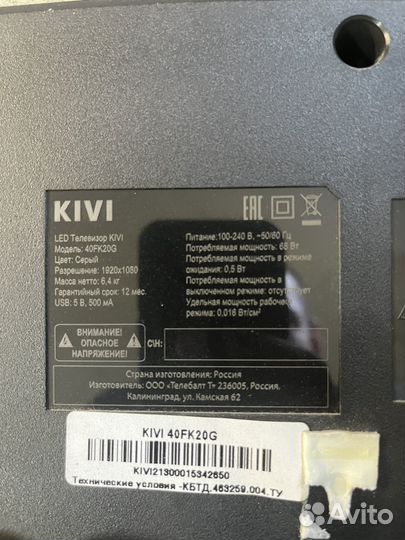 KIVI
EAC
LED Телевизор KIVI
Модель: 40FK20G
Цвет: Серый
Разрешение: 1920x1080
Масса нетто: 6,4 кг
Гарантийный срок: 12 мес.
USB: 5 В, 500 мА
Питание:100-240 В, ~50/60 Гц
Потребляемая мощность: 68 Вт
Потребляемая мощность в режиме
ожидания: 0,5 Вт
Потребляемая мощность в
выключенном режиме: отсутствует
Удельная мощность рабочего
режима: 0,016 Вт/см²
ВНИМАНИЕ!
ОПАСНОЕ
НАПРЯЖЕНИЕ!
С\Н:
Страна изготовления: Россия
Изготовитель: ООО «Телебалт Т» 236005, Россия.
Калининград, ул. Камская 62
KIVI 40FK20G
KIVI21300015342650
Технические условия -КБТД.463259.004.ТУ
Avito